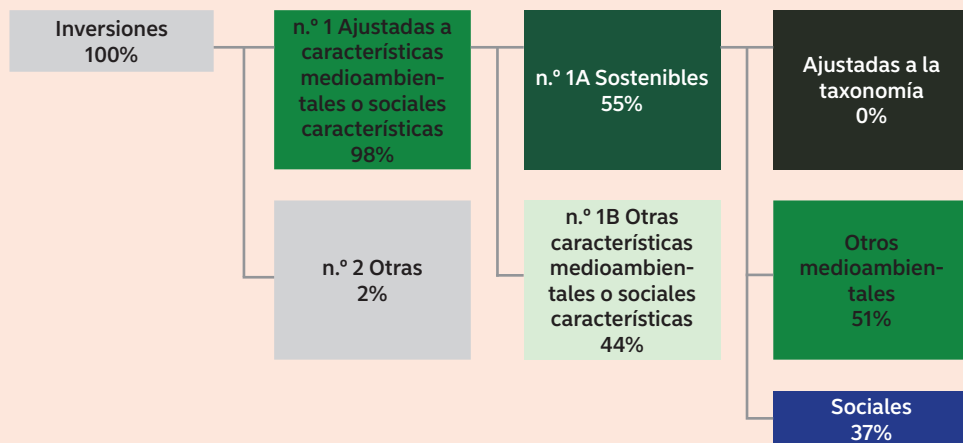 Inversiones
100%
n.º 1 Ajustadas a
características
medioambien-
tales o sociales
características
98%
n.º 2 Otras
2%
n.º 1A Sostenibles
55%
n.º 1B Otras
características
medioambien-
tales o sociales
características
44%
Ajustadas a la
taxonomía
0%
Otros
medioambien-
tales
51%
Sociales
37%